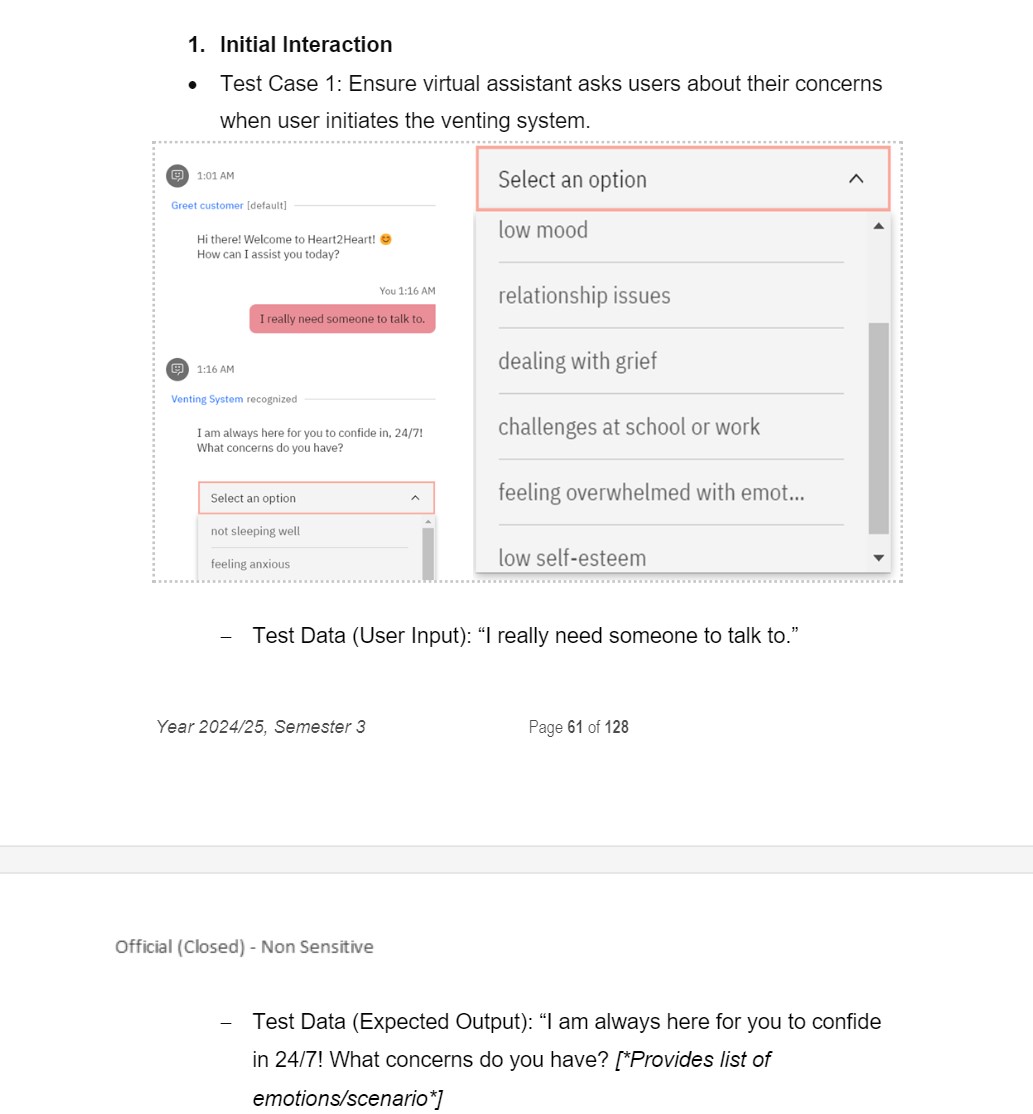 1. Initial Interaction
• Test Case 1: Ensure virtual assistant asks users about their concerns
when user initiates the venting system.
1:01 AM
Greet customer [default]
Hi there! Welcome to Heart2Heart! 😊
How can I assist you today?
You 1:16 AM
I really need someone to talk to.
1:16 AM
Venting System recognized
I am always here for you to confide in, 24/7!
What concerns do you have?
Select an option
not sleeping well
feeling anxious
Select an option
low mood
relationship issues
dealing with grief
challenges at school or work
feeling overwhelmed with emot...
low self-esteem
– Test Data (User Input): “I really need someone to talk to.”
Year 2024/25, Semester 3
Page 61 of 128
Official (Closed) - Non Sensitive
– Test Data (Expected Output): “I am always here for you to confide
in 24/7! What concerns do you have? [*Provides list of
emotions/scenario*]